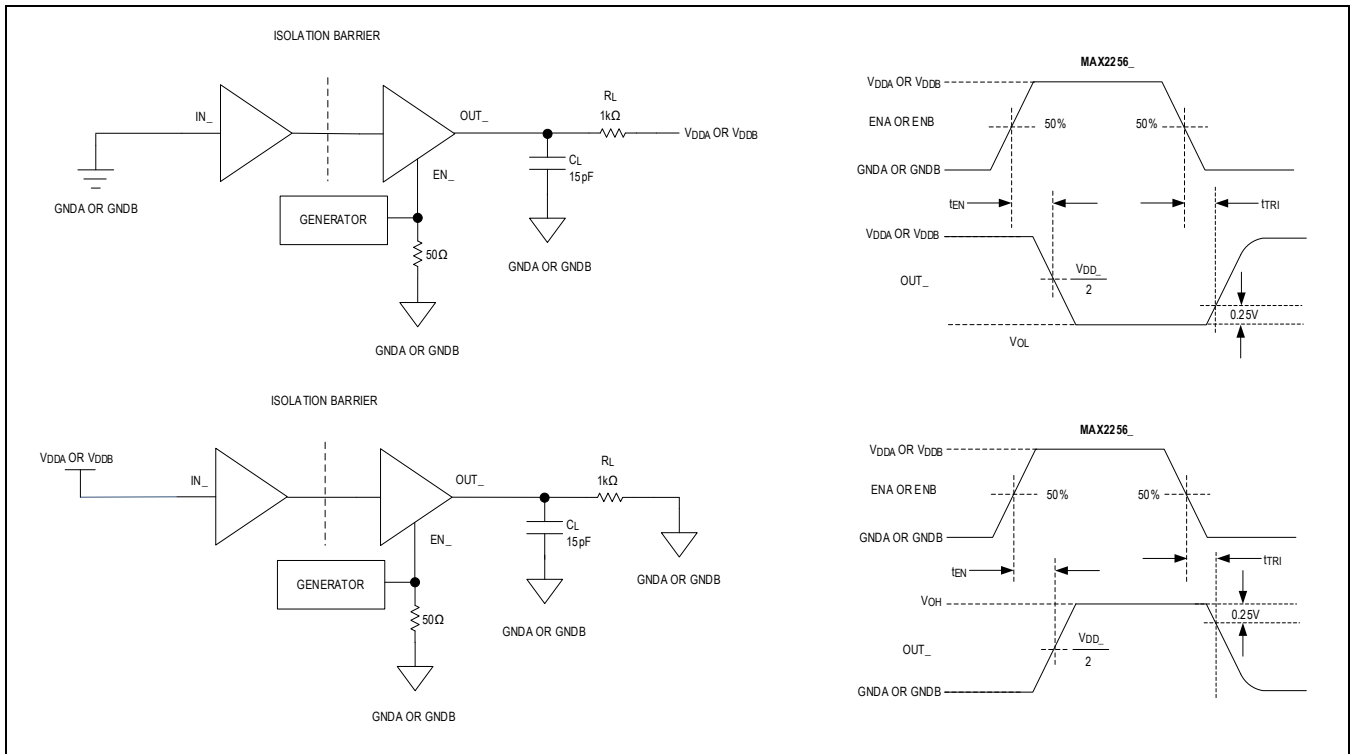 ISOLATION BARRIER
IN_
OUT_
RL
1kΩ
VDDA OR VDDB
CL
15pF
EN_
GNDA OR GNDB
GENERATOR
50Ω
GNDA OR GNDB
GNDA OR GNDB
MAX2256_
VDDA OR VDDB
ENA OR ENB
50%
50%
GNDA OR GNDB
tEN
tTRI
VDDA OR VDDB
OUT_
VDD_
2
0.25V
VOL
ISOLATION BARRIER
VDDA OR VDDB
IN_
OUT_
RL
1kΩ
CL
15pF
EN_
GNDA OR GNDB
GENERATOR
50Ω
GNDA OR GNDB
GNDA OR GNDB
MAX2256_
VDDA OR VDDB
ENA OR ENB
50%
50%
GNDA OR GNDB
tEN
tTRI
VOH
0.25V
OUT_
VDD_
2
GNDA OR GNDB